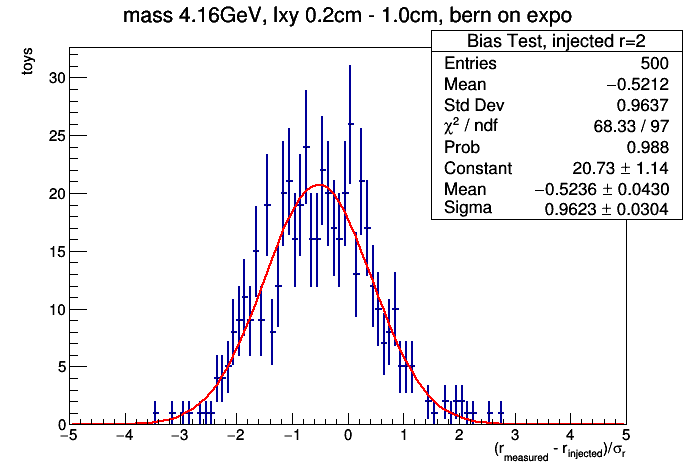 mass 4.16GeV, lxy 0.2cm - 1.0cm, bern on expo
Bias Test, injected r=2
Entries 500
Mean −0.5212
Std Dev 0.9637
χ² / ndf 68.33 / 97
Prob 0.988
Constant 20.73 ± 1.14
Mean −0.5236 ± 0.0430
Sigma 0.9623 ± 0.0304
toys
30
25
20
15
10
5
0
−5 −4 −3 −2 −1 0 1 2 3 4 5
(r_measured - r_injected)/σ_r